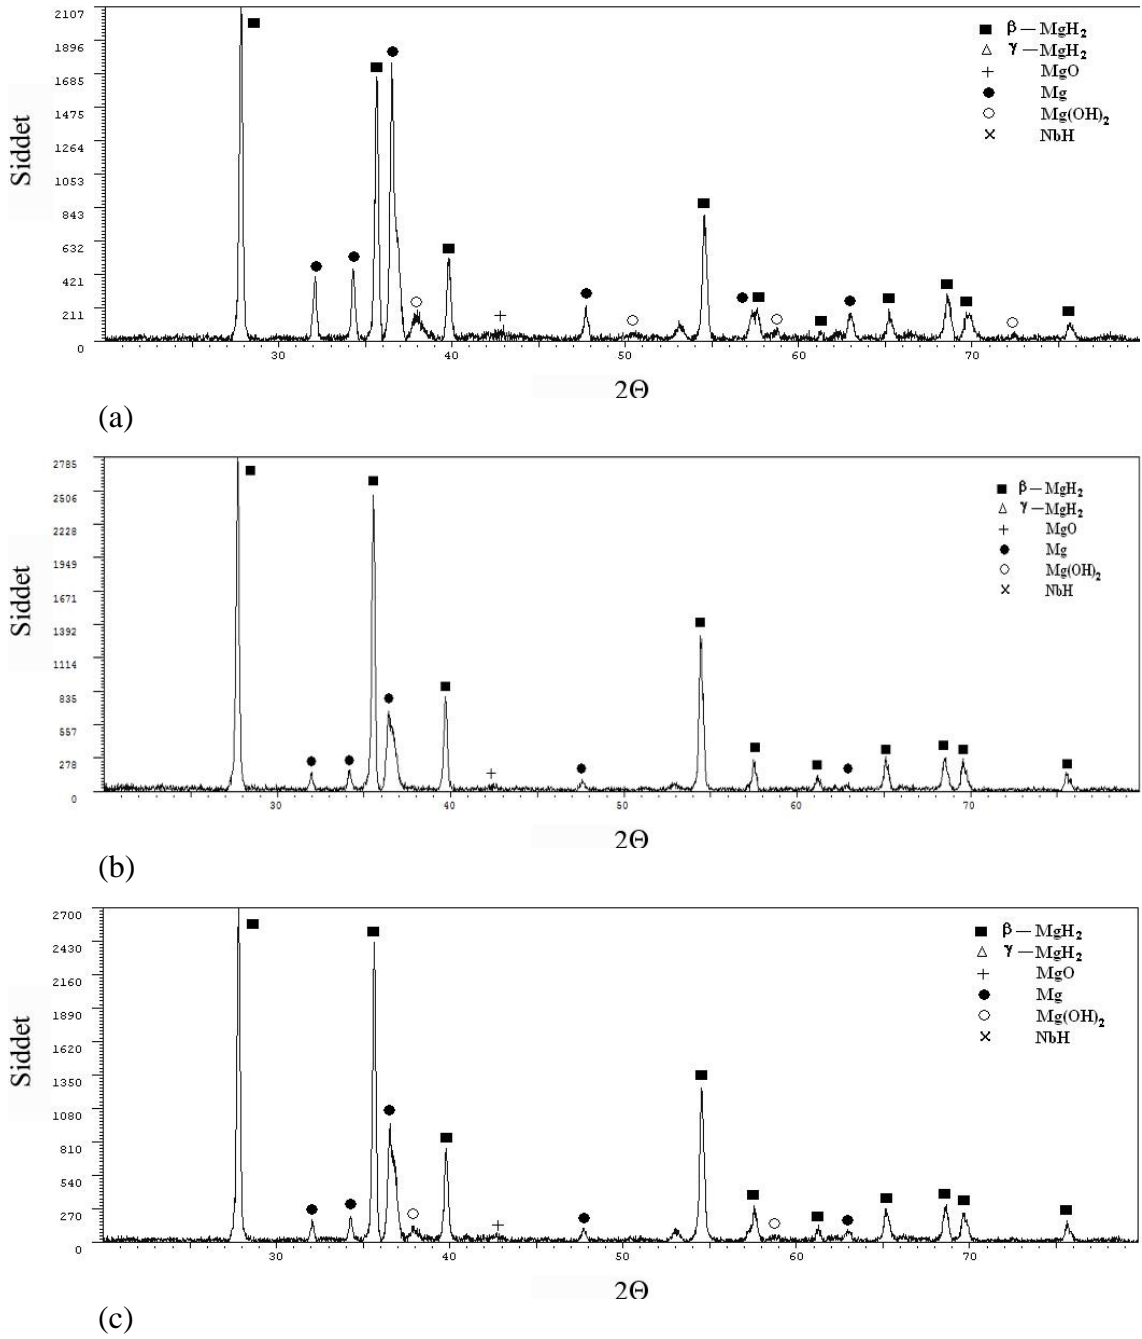 2107
1896
1685
1475
1264
1053
843
632
421
211
0
Siddet
β — MgH₂
γ — MgH₂
MgO
Mg
Mg(OH)₂
NbH
30 40 50 60 70
2Θ
(a)
2785
2506
2228
1949
1671
1392
1114
835
557
278
0
Siddet
β — MgH₂
γ — MgH₂
MgO
Mg
Mg(OH)₂
NbH
30 40 50 60 70
2Θ
(b)
2700
2430
2160
1890
1620
1350
1080
810
540
270
0
Siddet
β — MgH₂
γ — MgH₂
MgO
Mg
Mg(OH)₂
NbH
30 40 50 60 70
2Θ
(c)